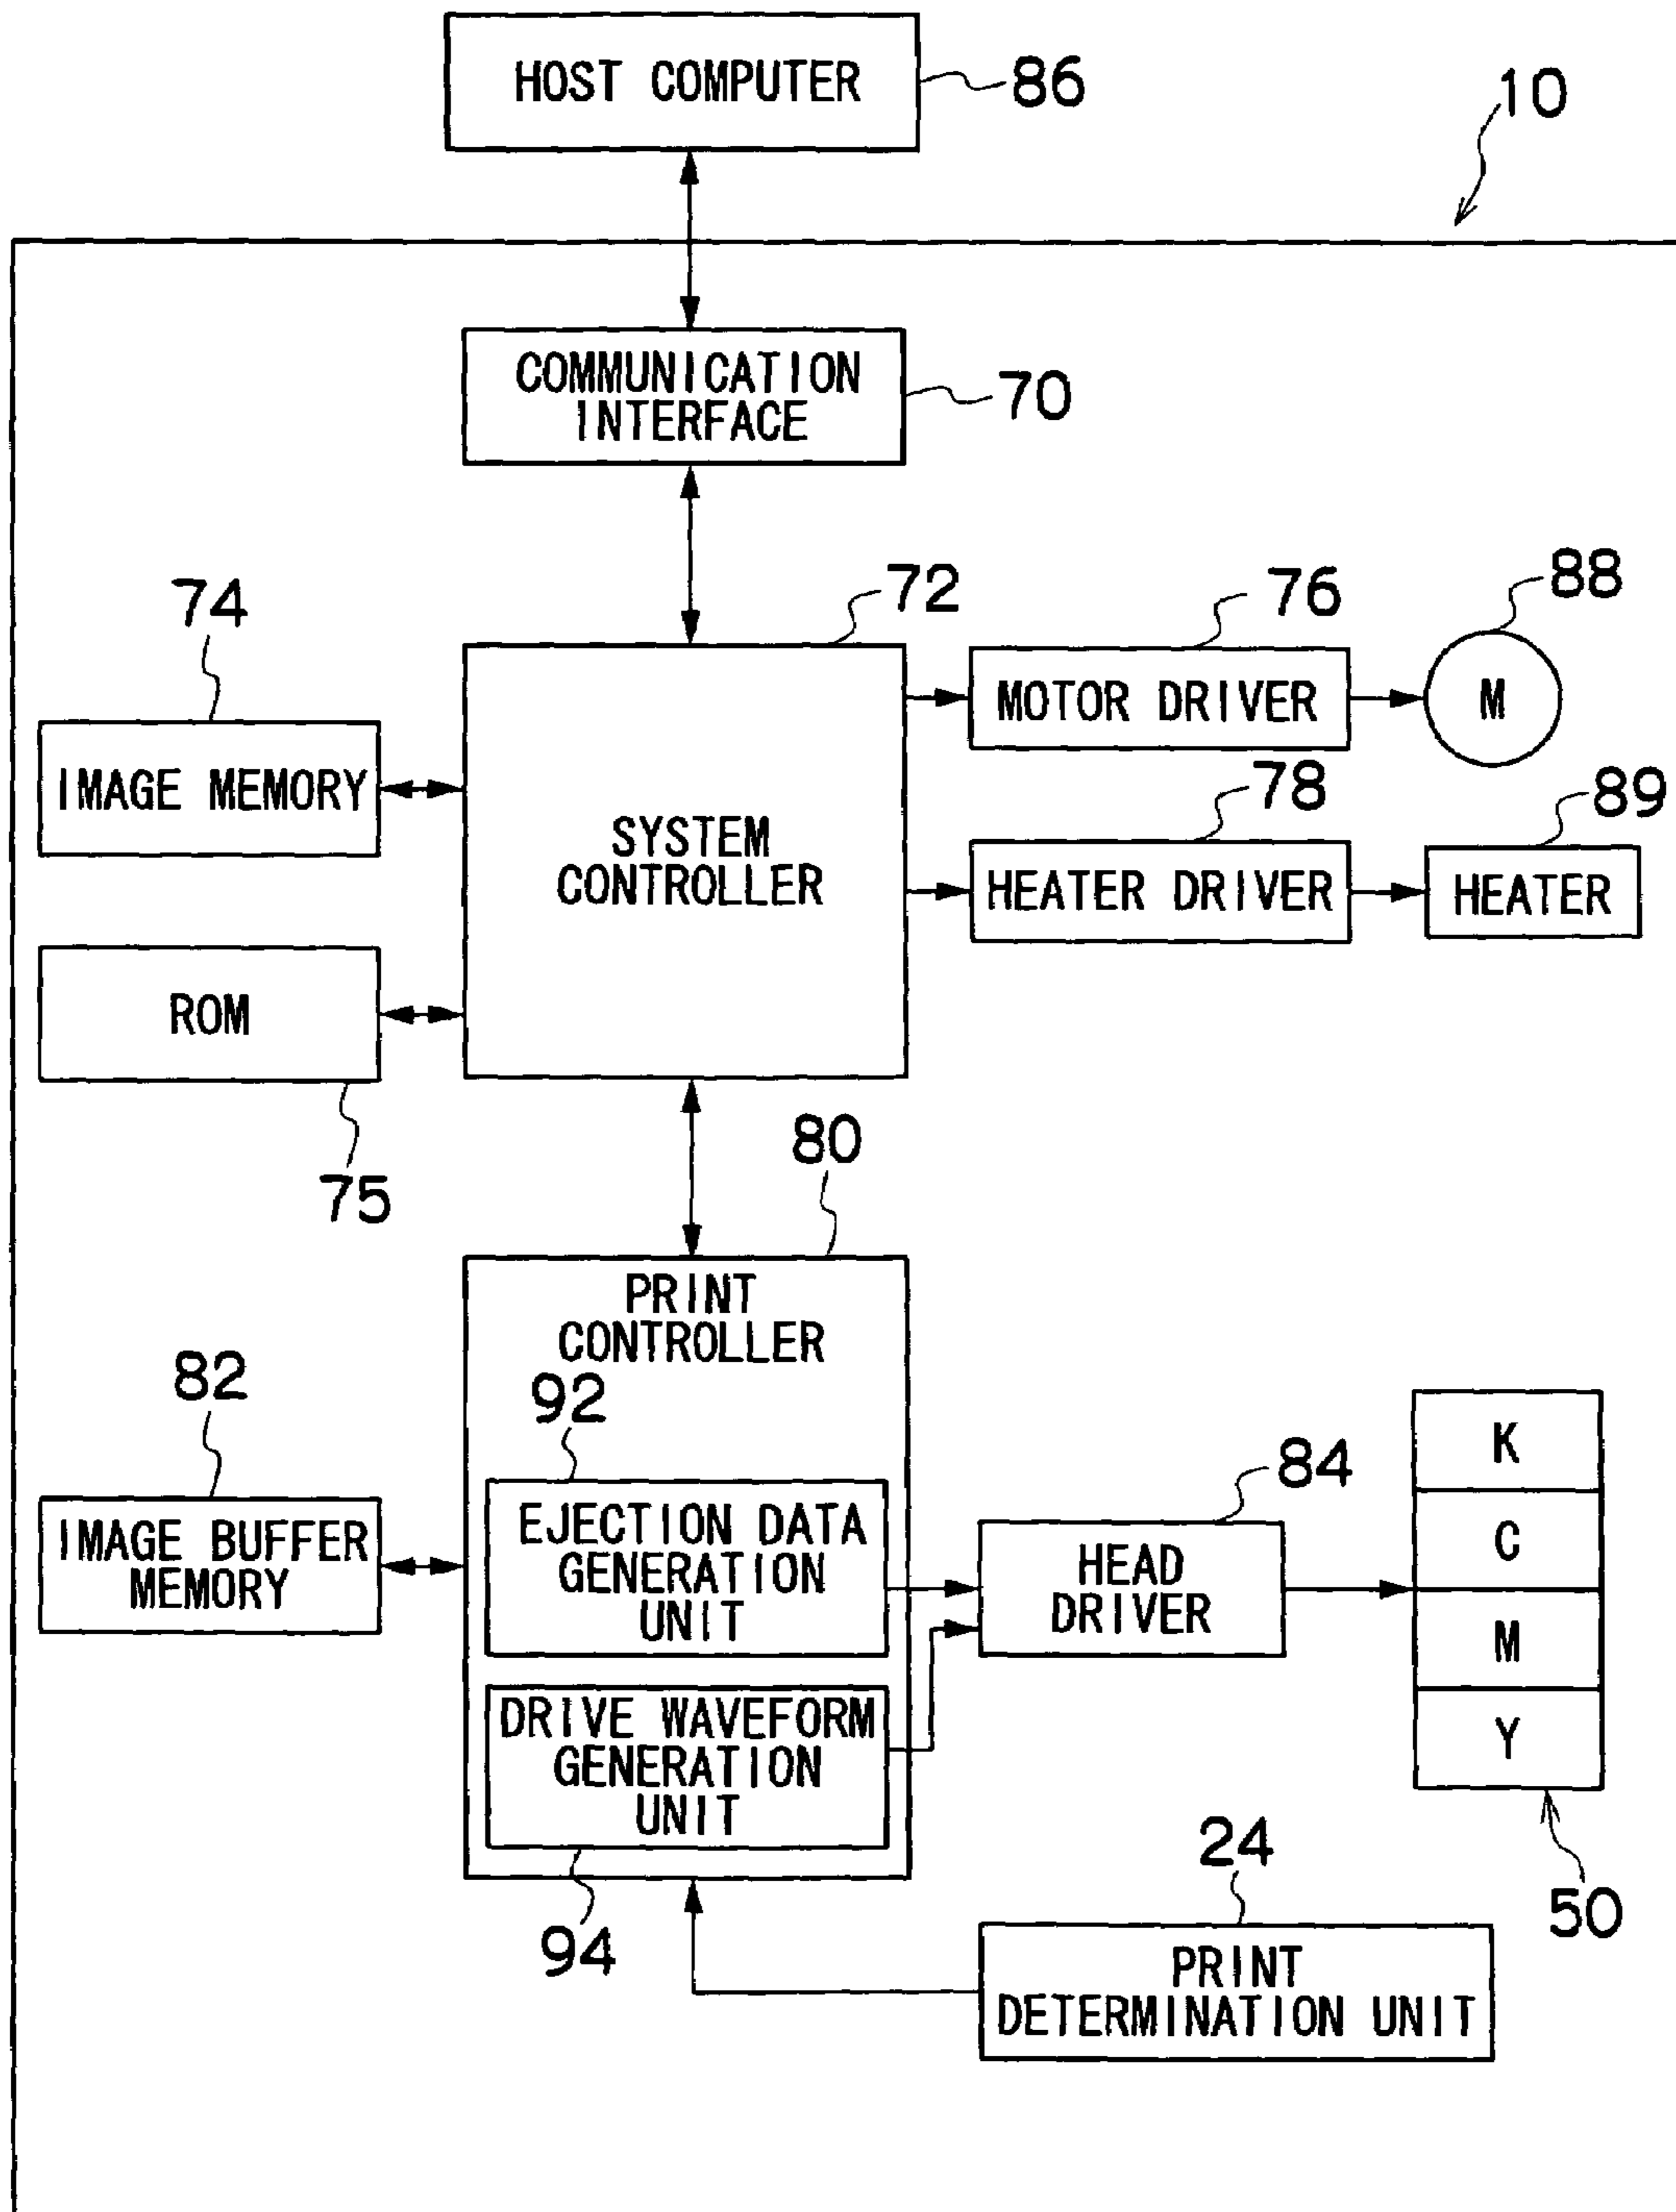 HOST COMPUTER
86
10
COMMUNICATION
INTERFACE
70
72
74
76
88
IMAGE MEMORY
SYSTEM
CONTROLLER
MOTOR DRIVER
M
78
89
HEATER DRIVER
HEATER
ROM
75
80
PRINT
CONTROLLER
82
92
84
IMAGE BUFFER
MEMORY
EJECTION DATA
GENERATION
UNIT
HEAD
DRIVER
K
C
M
Y
DRIVE WAVEFORM
GENERATION
UNIT
94
24
50
PRINT
DETERMINATION UNIT